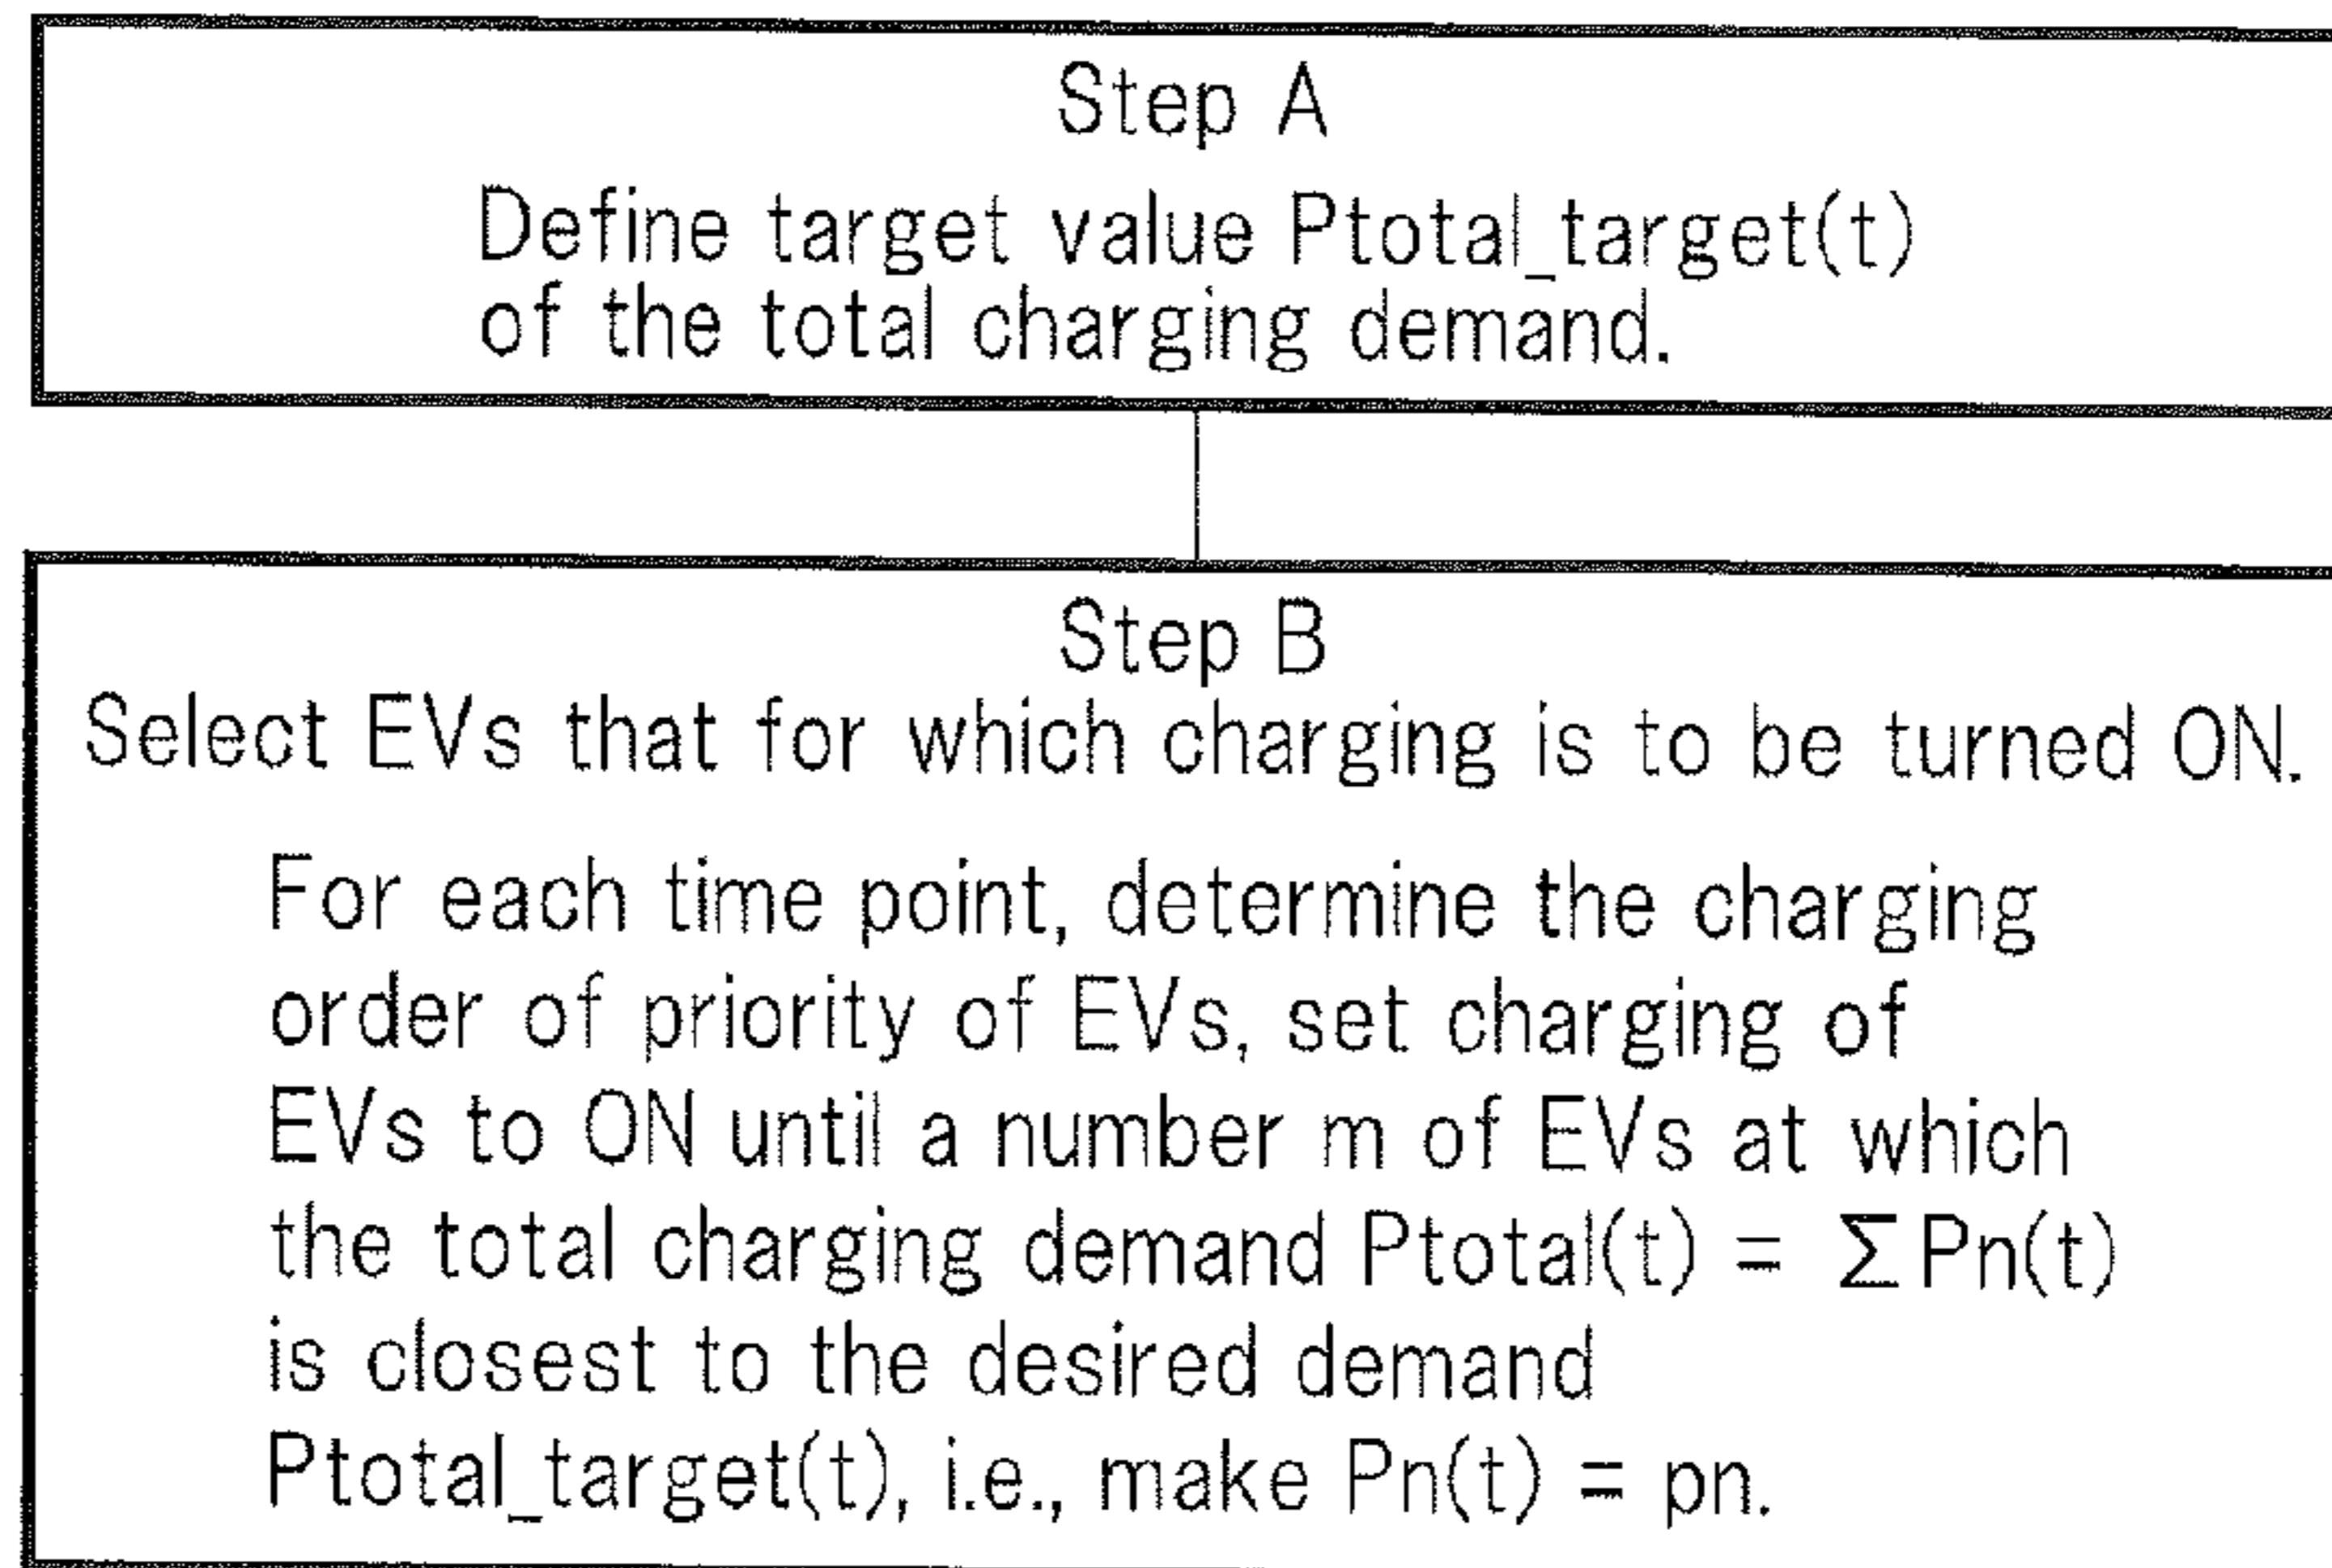 Step A
Define target value Ptotal_target(t)
of the total charging demand.
Step B
Select EVs that for which charging is to be turned ON.
For each time point, determine the charging
order of priority of EVs, set charging of
EVs to ON until a number m of EVs at which
the total charging demand Ptotal(t) = ΣPn(t)
is closest to the desired demand
Ptotal_target(t), i.e., make Pn(t) = pn.